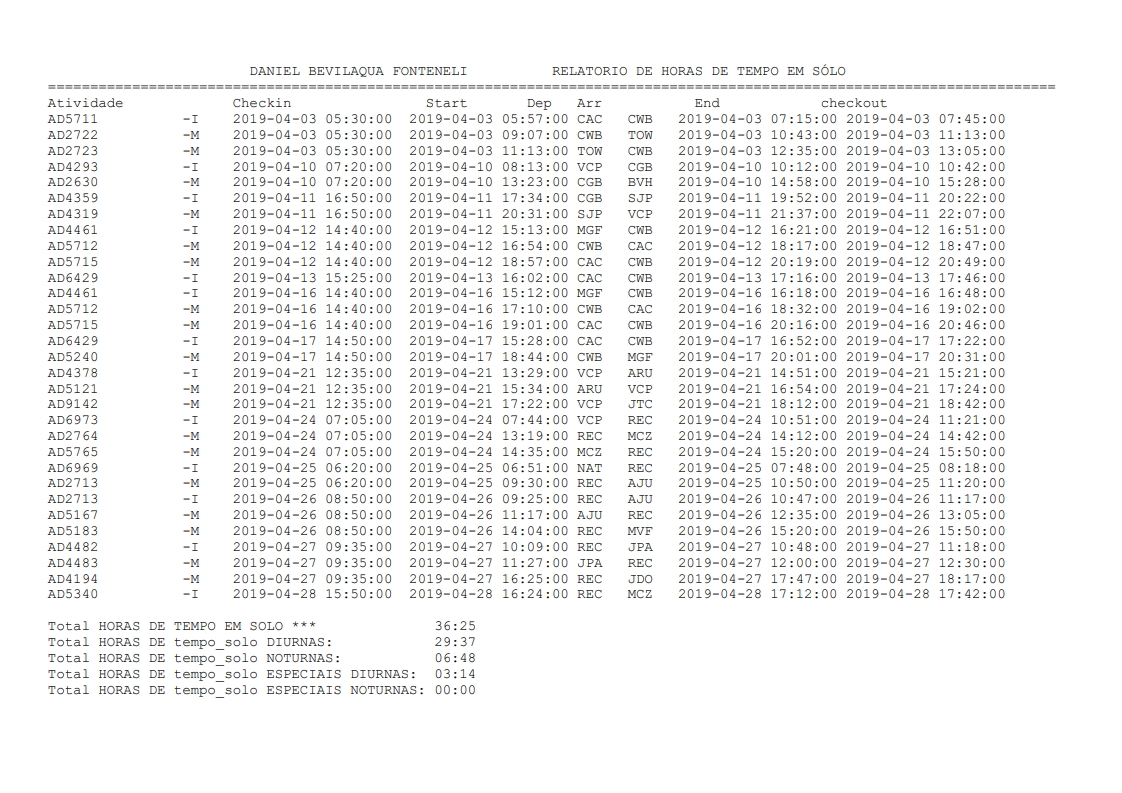 DANIEL BEVILAQUA FONTENELI          RELATORIO DE HORAS DE TEMPO EM SÓLO
========================================================================================================================
Atividade             Checkin                Start       Dep   Arr           End            checkout
AD5711          -I    2019-04-03 05:30:00  2019-04-03 05:57:00 CAC   CWB   2019-04-03 07:15:00 2019-04-03 07:45:00
AD2722          -M    2019-04-03 05:30:00  2019-04-03 09:07:00 CWB   TOW   2019-04-03 10:43:00 2019-04-03 11:13:00
AD2723          -M    2019-04-03 05:30:00  2019-04-03 11:13:00 TOW   CWB   2019-04-03 12:35:00 2019-04-03 13:05:00
AD4293          -I    2019-04-10 07:20:00  2019-04-10 08:13:00 VCP   CGB   2019-04-10 10:12:00 2019-04-10 10:42:00
AD2630          -M    2019-04-10 07:20:00  2019-04-10 13:23:00 CGB   BVH   2019-04-10 14:58:00 2019-04-10 15:28:00
AD4359          -I    2019-04-11 16:50:00  2019-04-11 17:34:00 CGB   SJP   2019-04-11 19:52:00 2019-04-11 20:22:00
AD4319          -M    2019-04-11 16:50:00  2019-04-11 20:31:00 SJP   VCP   2019-04-11 21:37:00 2019-04-11 22:07:00
AD4461          -I    2019-04-12 14:40:00  2019-04-12 15:13:00 MGF   CWB   2019-04-12 16:21:00 2019-04-12 16:51:00
AD5712          -M    2019-04-12 14:40:00  2019-04-12 16:54:00 CWB   CAC   2019-04-12 18:17:00 2019-04-12 18:47:00
AD5715          -M    2019-04-12 14:40:00  2019-04-12 18:57:00 CAC   CWB   2019-04-12 20:19:00 2019-04-12 20:49:00
AD6429          -I    2019-04-13 15:25:00  2019-04-13 16:02:00 CAC   CWB   2019-04-13 17:16:00 2019-04-13 17:46:00
AD4461          -I    2019-04-16 14:40:00  2019-04-16 15:12:00 MGF   CWB   2019-04-16 16:18:00 2019-04-16 16:48:00
AD5712          -M    2019-04-16 14:40:00  2019-04-16 17:10:00 CWB   CAC   2019-04-16 18:32:00 2019-04-16 19:02:00
AD5715          -M    2019-04-16 14:40:00  2019-04-16 19:01:00 CAC   CWB   2019-04-16 20:16:00 2019-04-16 20:46:00
AD6429          -I    2019-04-17 14:50:00  2019-04-17 15:28:00 CAC   CWB   2019-04-17 16:52:00 2019-04-17 17:22:00
AD5240          -M    2019-04-17 14:50:00  2019-04-17 18:44:00 CWB   MGF   2019-04-17 20:01:00 2019-04-17 20:31:00
AD4378          -I    2019-04-21 12:35:00  2019-04-21 13:29:00 VCP   ARU   2019-04-21 14:51:00 2019-04-21 15:21:00
AD5121          -M    2019-04-21 12:35:00  2019-04-21 15:34:00 ARU   VCP   2019-04-21 16:54:00 2019-04-21 17:24:00
AD9142          -M    2019-04-21 12:35:00  2019-04-21 17:22:00 VCP   JTC   2019-04-21 18:12:00 2019-04-21 18:42:00
AD6973          -I    2019-04-24 07:05:00  2019-04-24 07:44:00 VCP   REC   2019-04-24 10:51:00 2019-04-24 11:21:00
AD2764          -M    2019-04-24 07:05:00  2019-04-24 13:19:00 REC   MCZ   2019-04-24 14:12:00 2019-04-24 14:42:00
AD5765          -M    2019-04-24 07:05:00  2019-04-24 14:35:00 MCZ   REC   2019-04-24 15:20:00 2019-04-24 15:50:00
AD6969          -I    2019-04-25 06:20:00  2019-04-25 06:51:00 NAT   REC   2019-04-25 07:48:00 2019-04-25 08:18:00
AD2713          -M    2019-04-25 06:20:00  2019-04-25 09:30:00 REC   AJU   2019-04-25 10:50:00 2019-04-25 11:20:00
AD2713          -I    2019-04-26 08:50:00  2019-04-26 09:25:00 REC   AJU   2019-04-26 10:47:00 2019-04-26 11:17:00
AD5167          -M    2019-04-26 08:50:00  2019-04-26 11:17:00 AJU   REC   2019-04-26 12:35:00 2019-04-26 13:05:00
AD5183          -M    2019-04-26 08:50:00  2019-04-26 14:04:00 REC   MVF   2019-04-26 15:20:00 2019-04-26 15:50:00
AD4482          -I    2019-04-27 09:35:00  2019-04-27 10:09:00 REC   JPA   2019-04-27 10:48:00 2019-04-27 11:18:00
AD4483          -M    2019-04-27 09:35:00  2019-04-27 11:27:00 JPA   REC   2019-04-27 12:00:00 2019-04-27 12:30:00
AD4194          -M    2019-04-27 09:35:00  2019-04-27 16:25:00 REC   JDO   2019-04-27 17:47:00 2019-04-27 18:17:00
AD5340          -I    2019-04-28 15:50:00  2019-04-28 16:24:00 REC   MCZ   2019-04-28 17:12:00 2019-04-28 17:42:00
Total HORAS DE TEMPO EM SOLO ***              36:25
Total HORAS DE tempo_solo DIURNAS:            29:37
Total HORAS DE tempo_solo NOTURNAS:           06:48
Total HORAS DE tempo_solo ESPECIAIS DIURNAS:  03:14
Total HORAS DE tempo_solo ESPECIAIS NOTURNAS: 00:00